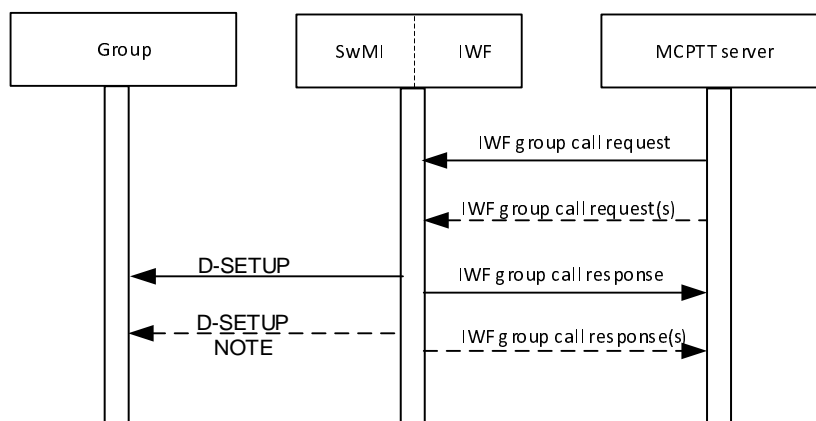 Group
SwMI
IWF
MCPTT server
IWF group call request
IWF group call request(s)
D-SETUP
IWF group call response
D-SETUP
NOTE
IWF group call response(s)